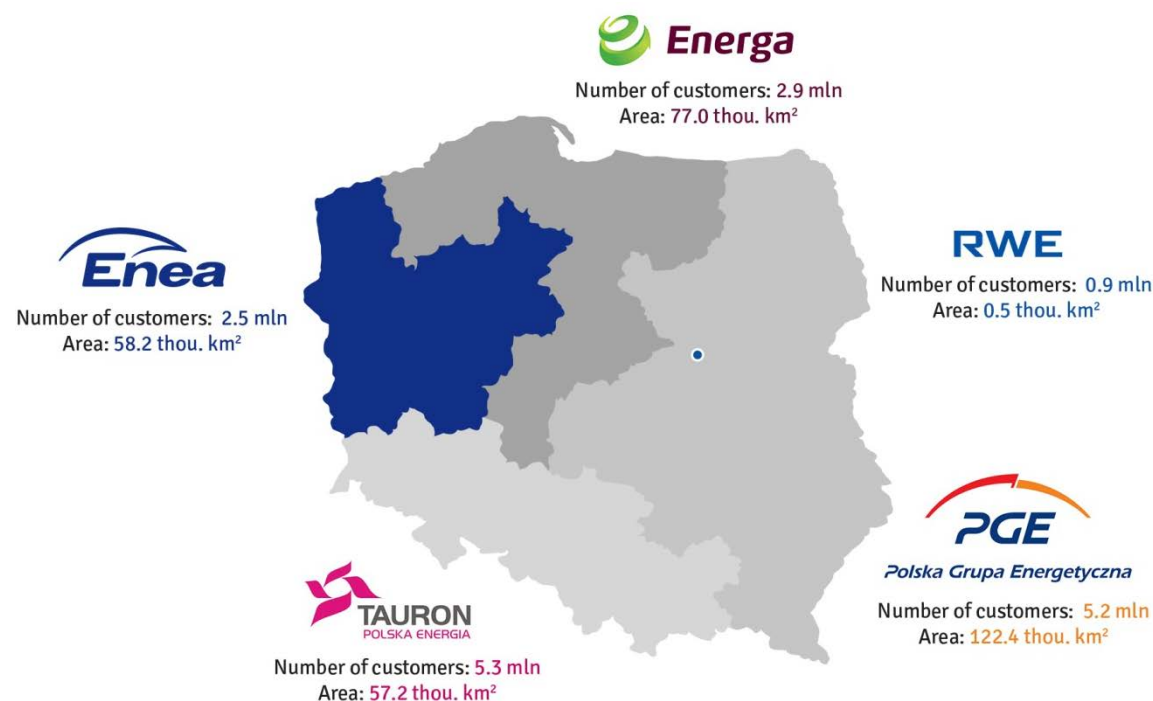 Energa
Number of customers: 2.9 mln
Area: 77.0 thou. km²
Enea
Number of customers: 2.5 mln
Area: 58.2 thou. km²
RWE
Number of customers: 0.9 mln
Area: 0.5 thou. km²
PGE
Polska Grupa Energetyczna
Number of customers: 5.2 mln
Area: 122.4 thou. km²
TAURON
POLSKA ENERGIA
Number of customers: 5.3 mln
Area: 57.2 thou. km²